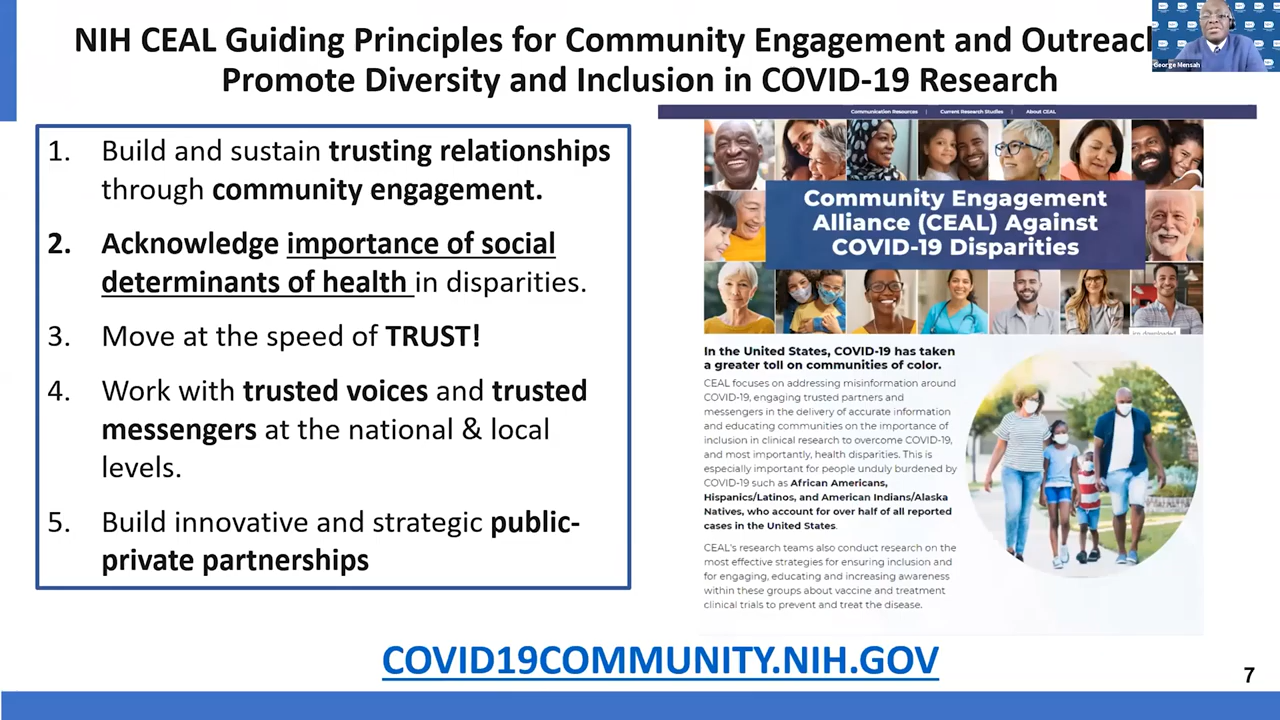 NIH CEAL Guiding Principles for Community Engagement and Outreac
Promote Diversity and Inclusion in COVID-19 Research
George Mensah
1. Build and sustain trusting relationships
through community engagement.
2. Acknowledge importance of social
determinants of health in disparities.
3. Move at the speed of TRUST!
4. Work with trusted voices and trusted
messengers at the national & local
levels.
5. Build innovative and strategic public-
private partnerships
Communication Resources | Current Research Studies | About CEAL
Community Engagement
Alliance (CEAL) Against
COVID-19 Disparities
In the United States, COVID-19 has taken
a greater toll on communities of color.
CEAL focuses on addressing misinformation around
COVID-19, engaging trusted partners and
messengers in the delivery of accurate information
and educating communities on the importance of
inclusion in clinical research to overcome COVID-19,
and most importantly, health disparities. This is
especially important for people unduly burdened by
COVID-19 such as African Americans,
Hispanics/Latinos, and American Indians/Alaska
Natives, who account for over half of all reported
cases in the United States.
CEAL's research teams also conduct research on the
most effective strategies for ensuring inclusion and
for engaging, educating and increasing awareness
within these groups about vaccine and treatment
clinical trials to prevent and treat the disease.
COVID19COMMUNITY.NIH.GOV
7